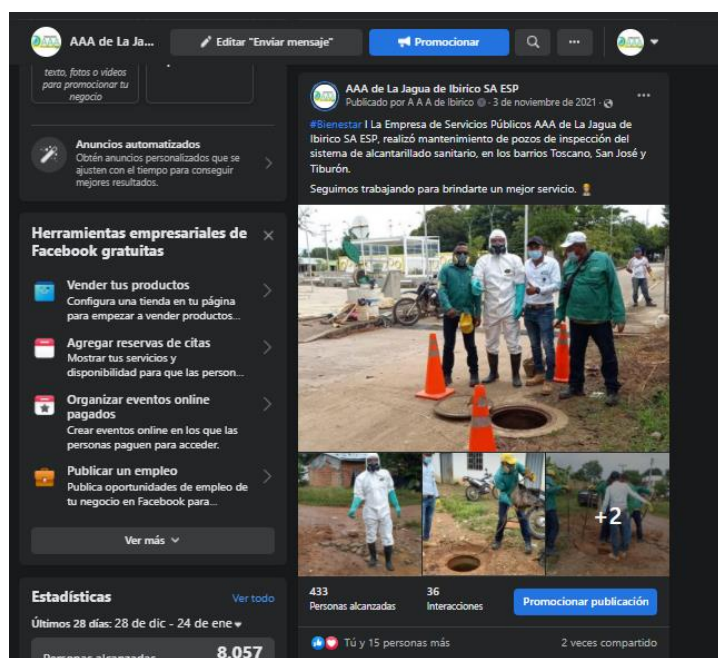 AAA de La Ja...
Editar "Enviar mensaje"
Promocionar
texto, fotos o videos
para promocionar tu
negocio
Anuncios automatizados
Obtén anuncios personalizados que se
ajusten con el tiempo para conseguir
mejores resultados.
Herramientas empresariales de
Facebook gratuitas
Vender tus productos
Configura una tienda en tu página
para empezar a vender productos...
Agregar reservas de citas
Mostrar tus servicios y
disponibilidad para que las person...
Organizar eventos online
pagados
Crear eventos online en los que las
personas paguen para acceder.
Publicar un empleo
Publica oportunidades de empleo de
tu negocio en Facebook para...
Ver más
Estadísticas
Ver todo
Últimos 28 días: 28 de dic - 24 de ene
Personas alcanzadas
8.057
AAA de La Jagua de Ibirico SA ESP
Publicado por A A A de Ibirico · 3 de noviembre de 2021 ·
#Bienestar I La Empresa de Servicios Públicos AAA de La Jagua de
Ibirico SA ESP, realizó mantenimiento de pozos de inspección del
sistema de alcantarillado sanitario, en los barrios Toscano, San José y
Tiburón.
Seguimos trabajando para brindarte un mejor servicio.
+2
433
Personas alcanzadas
36
Interacciones
Promocionar publicación
Tú y 15 personas más
2 veces compartido